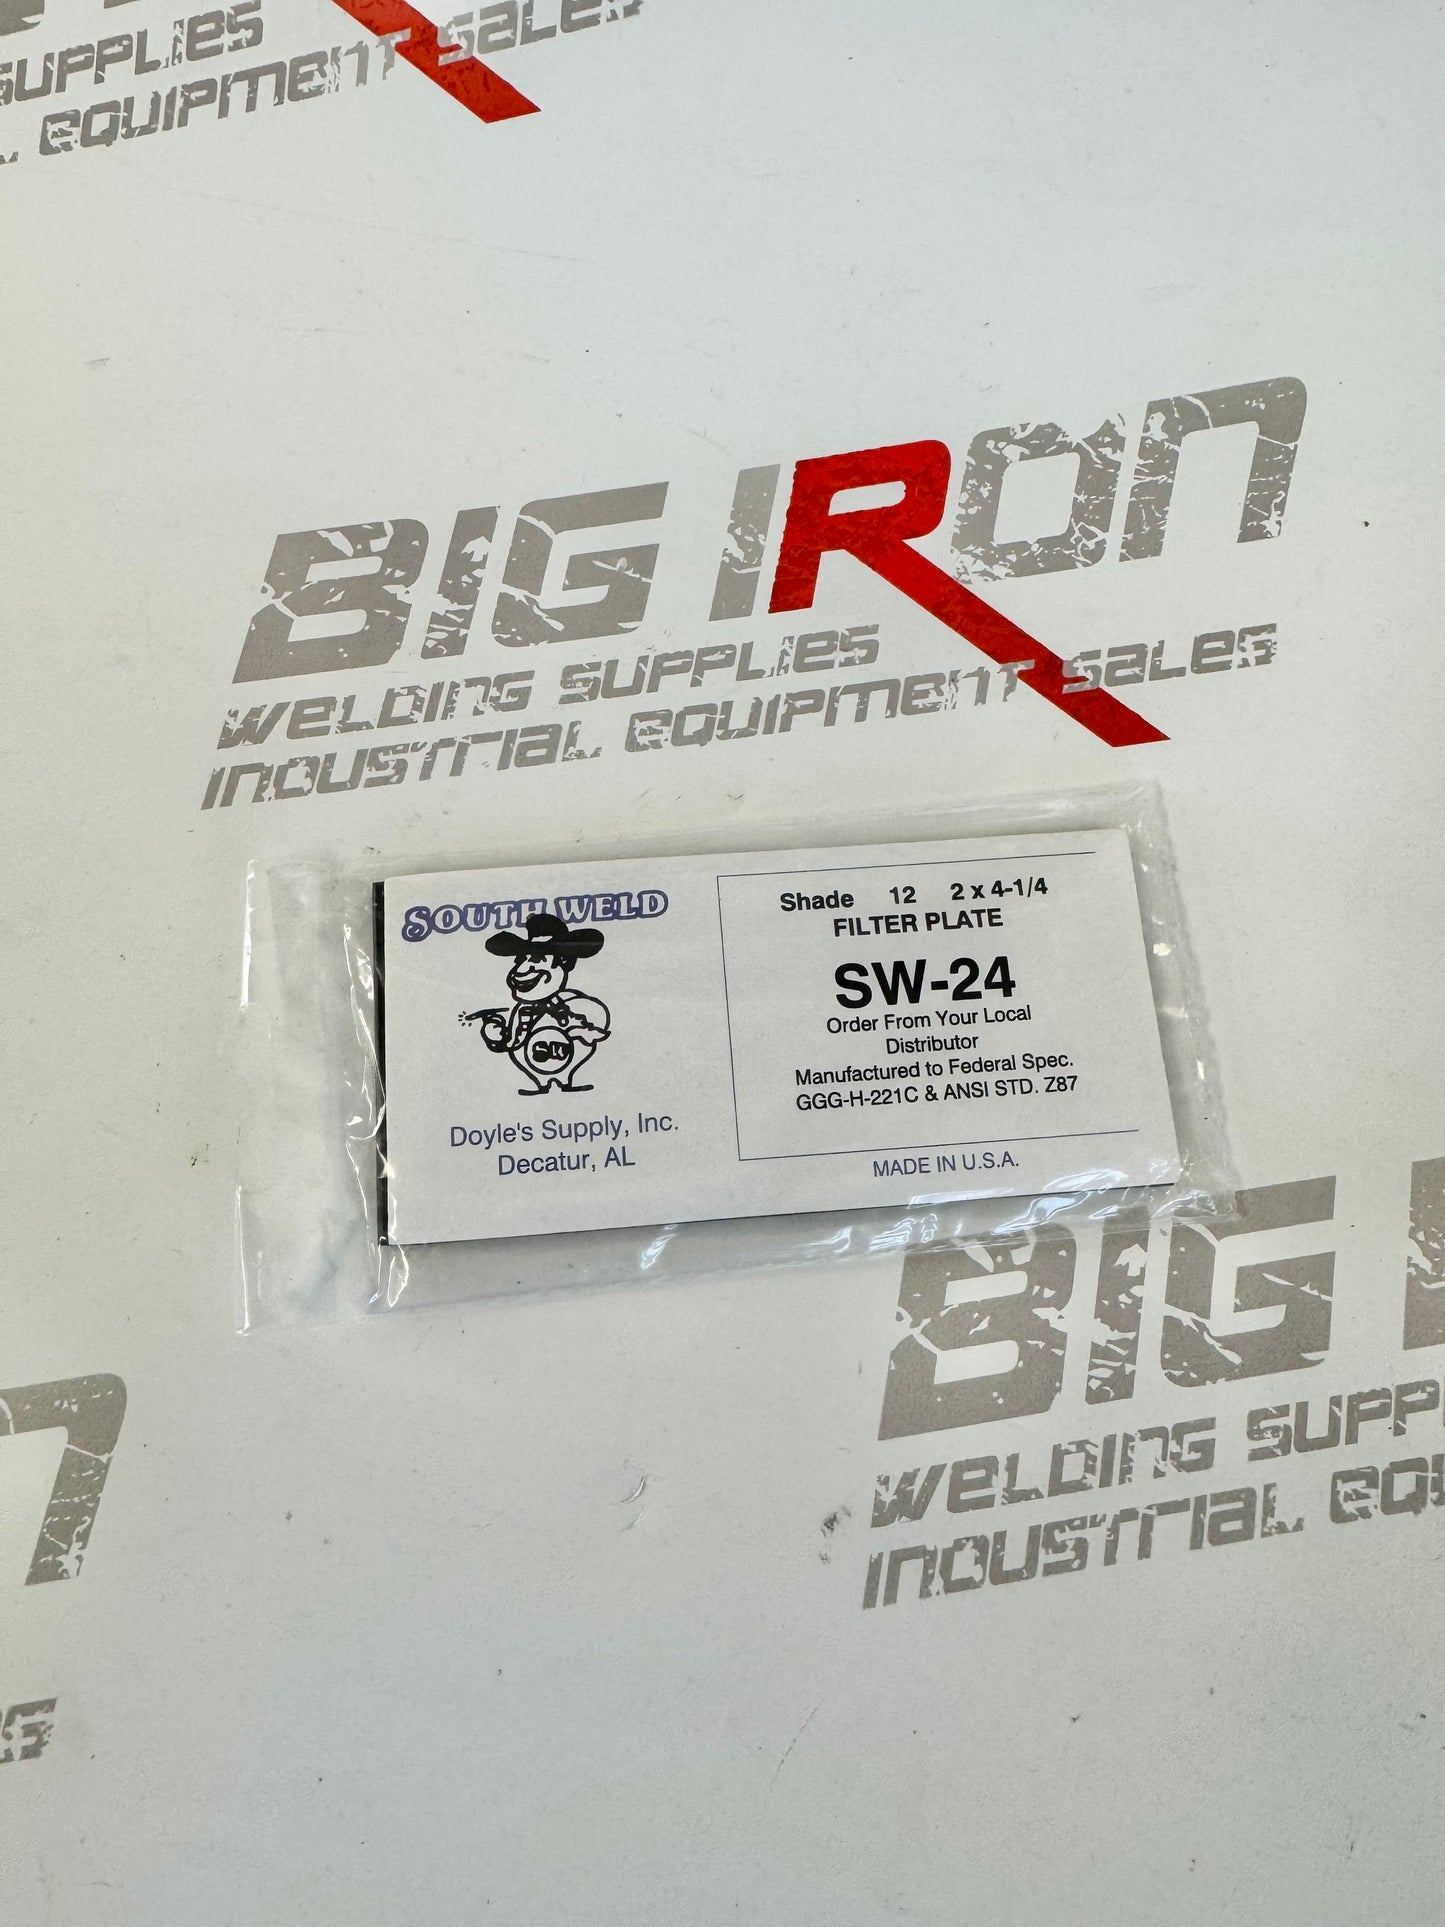 SUPPLIES
EQUIPMENT SALES
BIG IRON
WELDING SUPPLIES
INDUSTRIAL EQUIPMENT SALES
SOUTH WELD
SW
Doyle's Supply, Inc.
Decatur, AL
Shade 12 2 x 4-1/4
FILTER PLATE
SW-24
Order From Your Local
Distributor
Manufactured to Federal Spec.
GGG-H-221C & ANSI STD. Z87
MADE IN U.S.A.
BIG
WELDING SUPP
INDUSTRIAL EQU